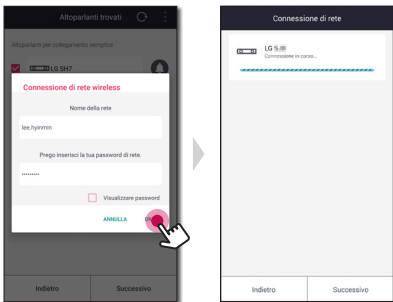 Altoparlanti trovati
Altoparlanti per collegamento semplice
LG SH7
Connessione di rete wireless
Nome della rete
lee.hyinmin
Prego inserisci la tua password di rete.
·········
Visualizzare password
ANNULLA
Indietro
Successivo
Connessione di rete
LG
Connessione in corso...
Indietro
Successivo